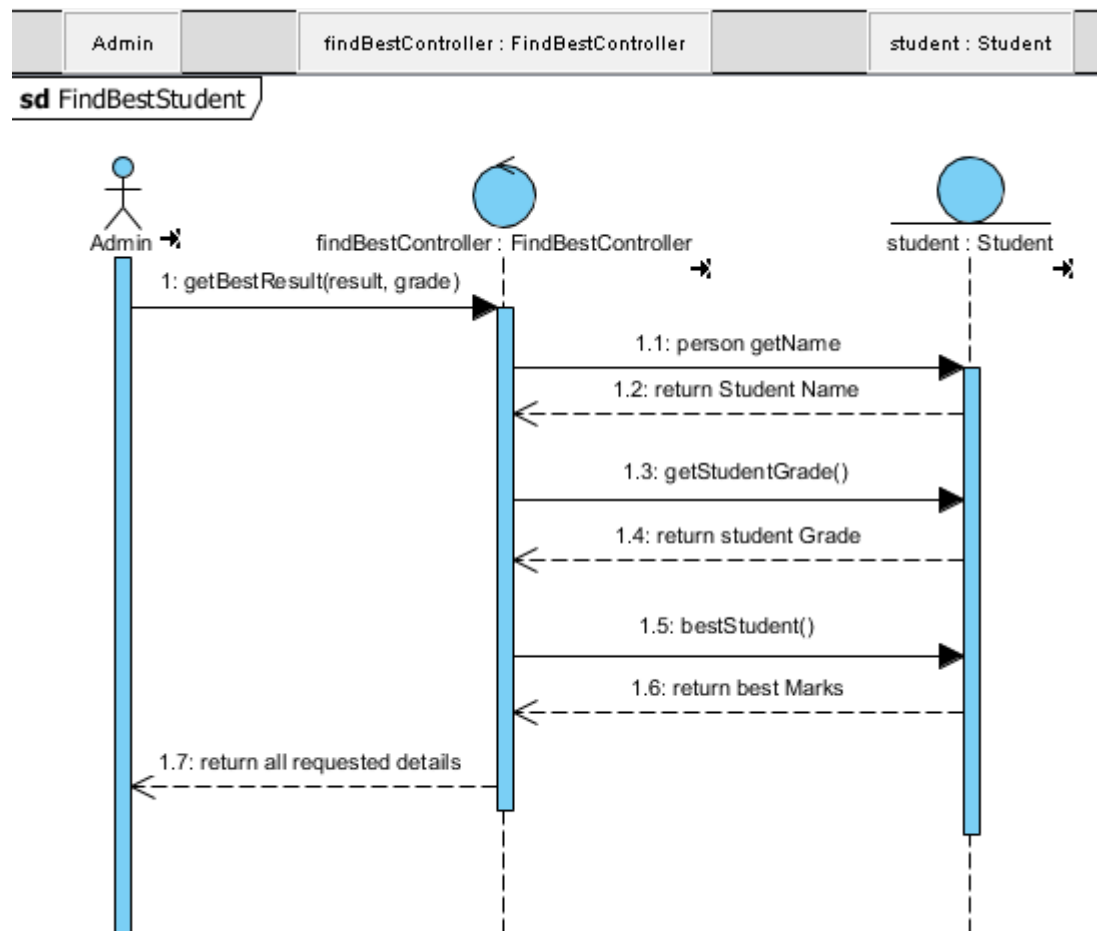 Admin
findBestController : FindBestController
student : Student
sd FindBestStudent
Admin
findBestController : FindBestController
student : Student
1: getBestResult(result, grade)
1.1: person getName
1.2: return Student Name
1.3: getStudentGrade()
1.4: return student Grade
1.5: bestStudent()
1.6: return best Marks
1.7: return all requested details